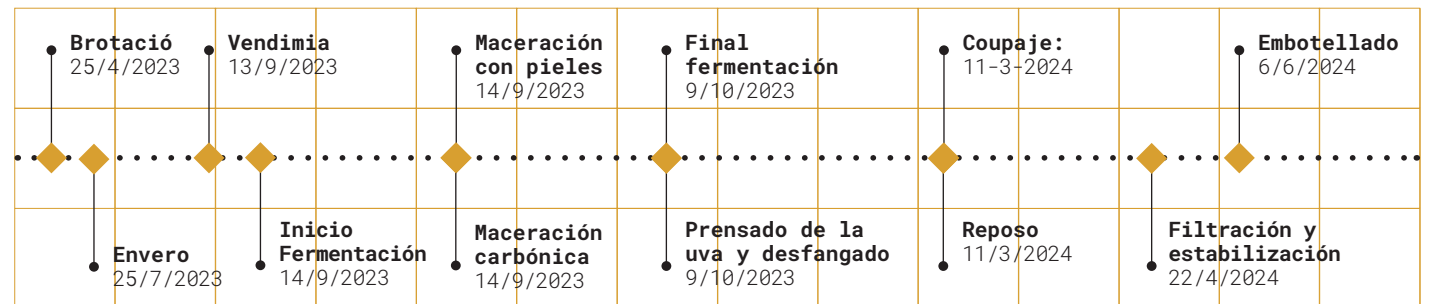 Brotació
25/4/2023
Vendimia
13/9/2023
Maceración
con pieles
14/9/2023
Final
fermentación
9/10/2023
Coupaje:
11-3-2024
Embotellado
6/6/2024
Envero
25/7/2023
Inicio
Fermentación
14/9/2023
Maceración
carbónica
14/9/2023
Prensado de la
uva y desfangado
9/10/2023
Reposo
11/3/2024
Filtración y
estabilización
22/4/2024